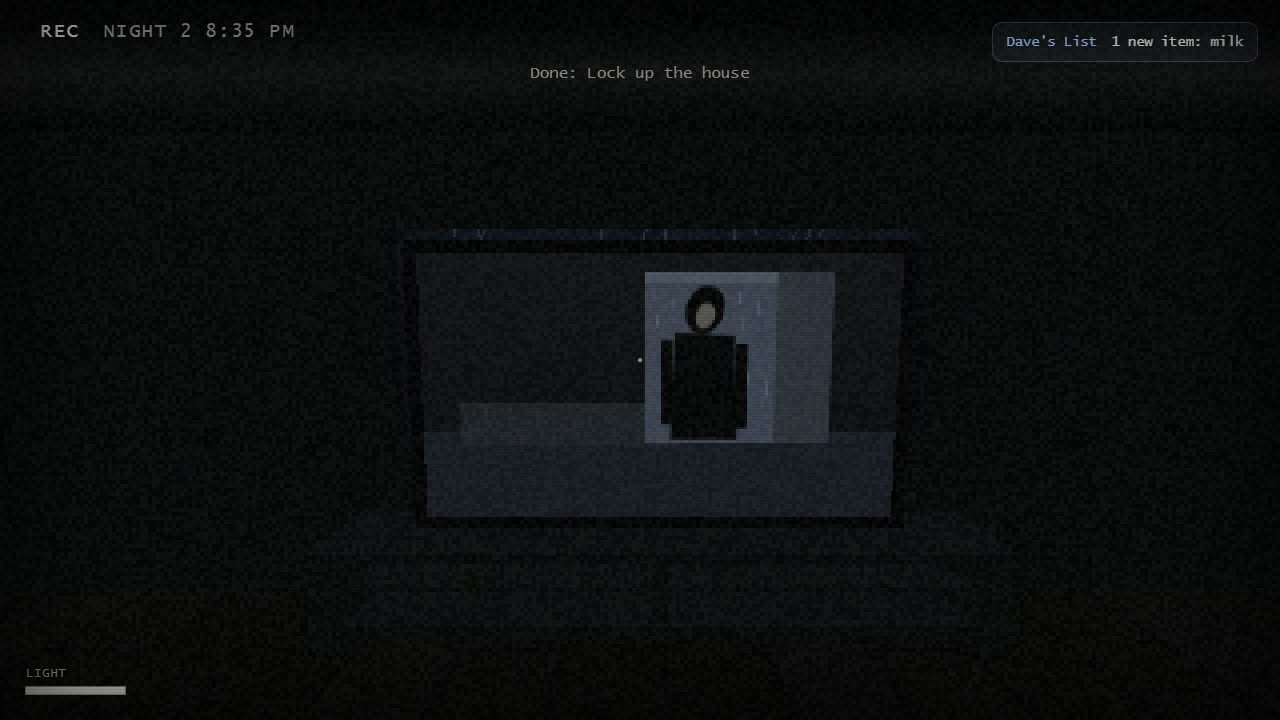 REC NIGHT 2 8:35 PM
Dave's List 1 new item: milk
Done: Lock up the house
LIGHT